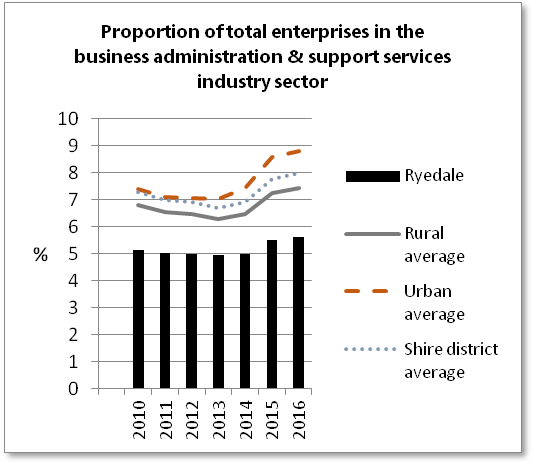 Proportion of total enterprises in the
business administration & support services
industry sector
10
9
8
7
6
5
4
3
2
1
0
%
2010
2011
2012
2013
2014
2015
2016
Ryedale
Rural
average
Urban
average
Shire district
average